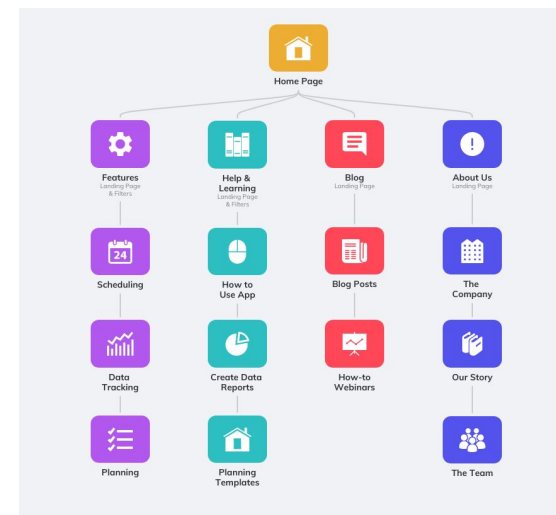 Home Page
Features
Landing Page
& Filters
Help &
Learning
Landing Page
& Filters
Blog
Landing Page
About Us
Landing Page
24
Scheduling
How to
Use App
Blog Posts
The
Company
Data
Tracking
Create Data
Reports
How-to
Webinars
Our Story
Planning
Planning
Templates
The Team